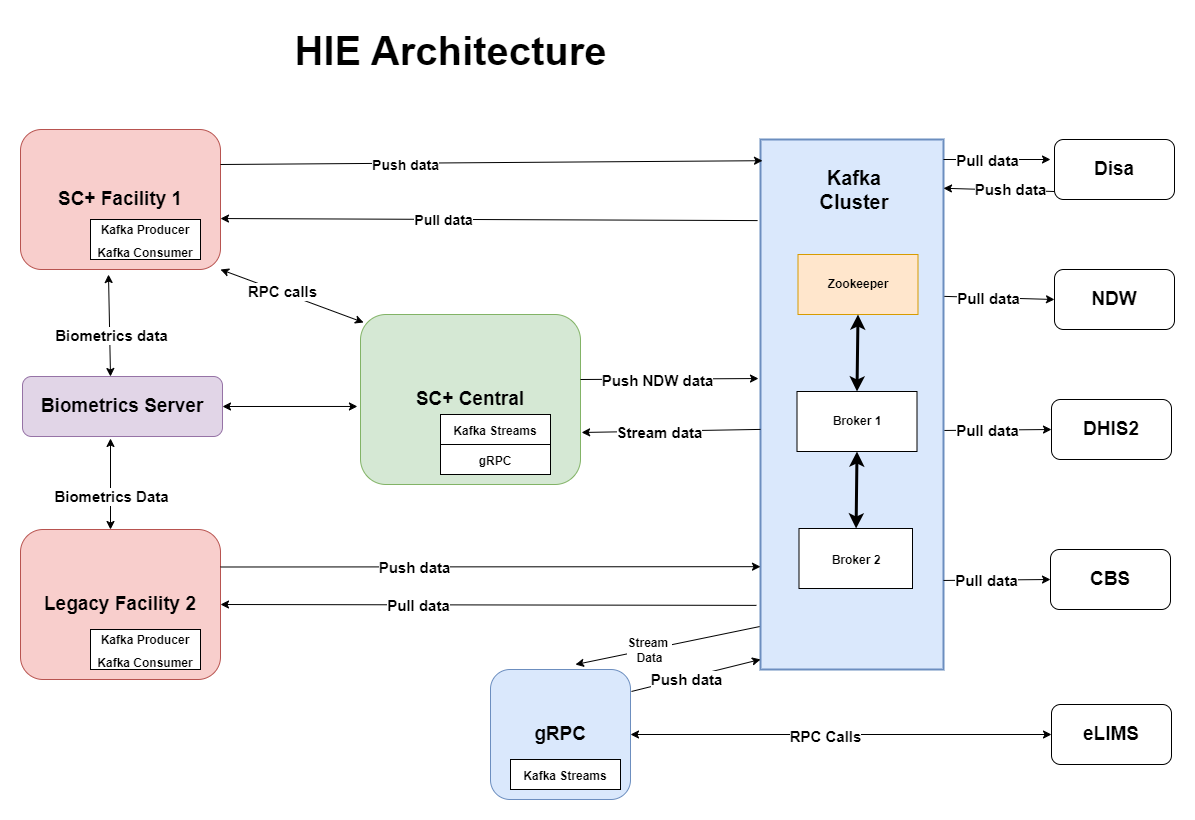 HIE Architecture
SC+ Facility 1
Kafka Producer
Kafka Consumer
Push data
Pull data
Kafka
Cluster
Zookeeper
Broker 1
Broker 2
Pull data
Push data
Disa
RPC calls
Pull data
NDW
Biometrics data
Biometrics Server
SC+ Central
Kafka Streams
gRPC
Push NDW data
Stream data
Pull data
DHIS2
Biometrics Data
Legacy Facility 2
Kafka Producer
Kafka Consumer
Push data
Pull data
Pull data
CBS
Stream
Data
Push data
gRPC
Kafka Streams
RPC Calls
eLIMS